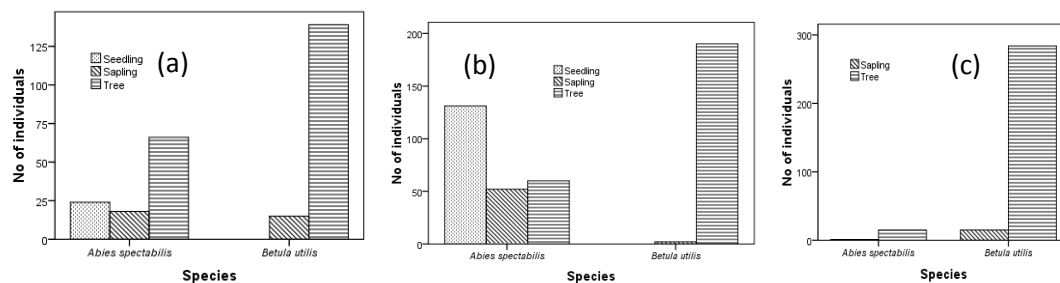 (a)
No of individuals
125
100
75
50
25
0
Seedling
Sapling
Tree
Abies spectabilis
Betula utilis
Species
(b)
No of individuals
200
150
100
50
0
Seedling
Sapling
Tree
Abies spectabilis
Betula utilis
Species
(c)
No of individuals
300
200
100
0
Sapling
Tree
Abies spectabilis
Betula utilis
Species